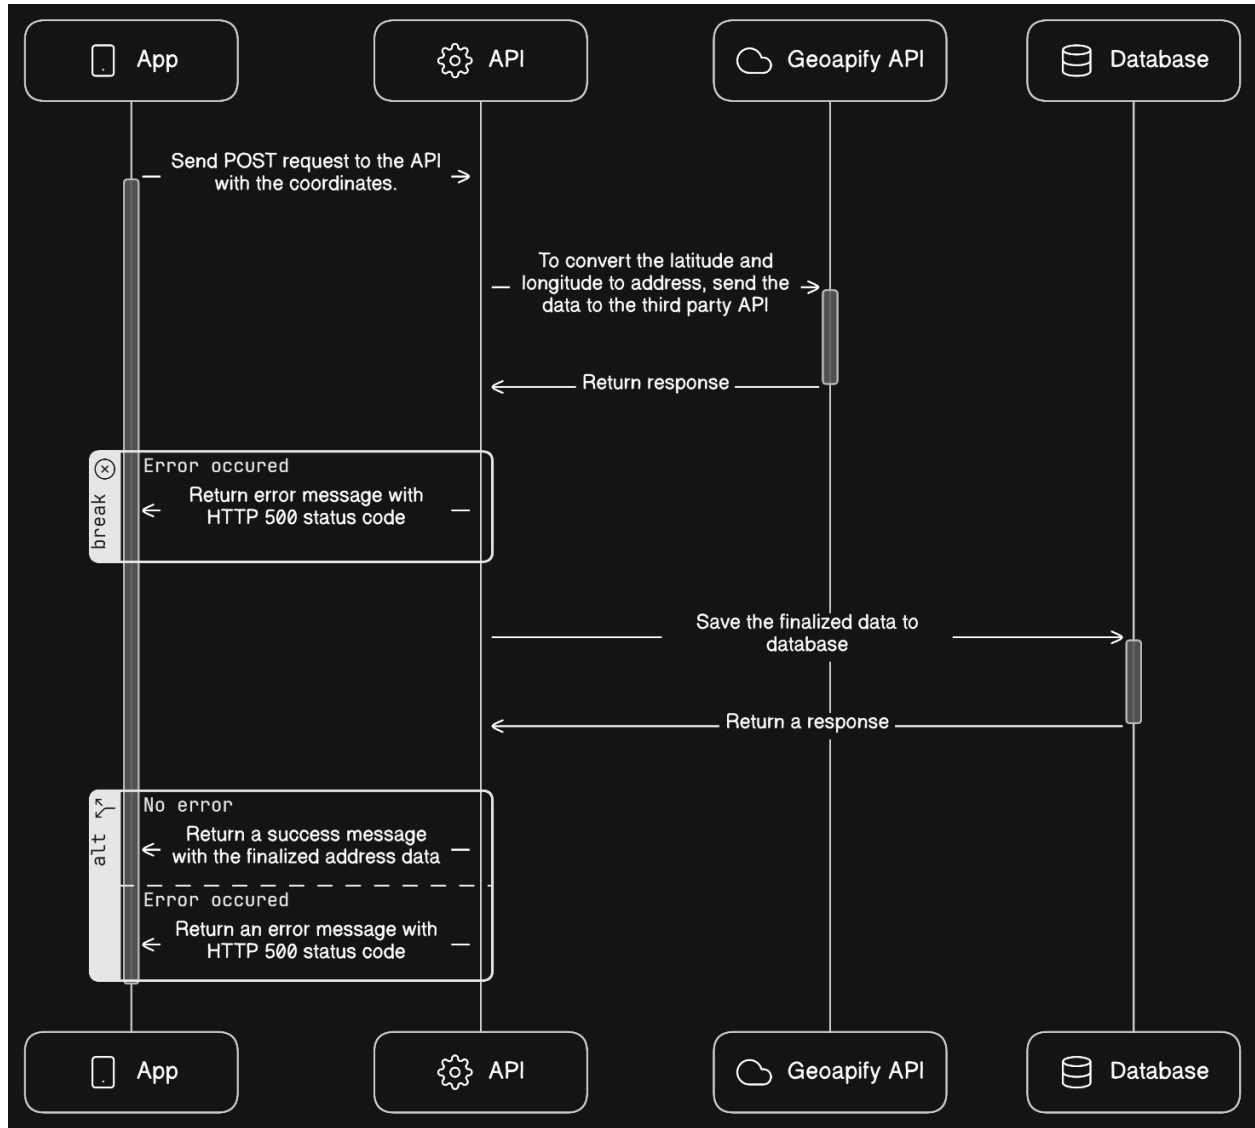 App
API
Geoapify API
Database
Send POST request to the API
with the coordinates.
To convert the latitude and
longitude to address, send the
data to the third party API
Return response
break
Error occured
Return error message with
HTTP 500 status code
Save the finalized data to
database
Return a response
alt
No error
Return a success message
with the finalized address data
Error occured
Return an error message with
HTTP 500 status code
App
API
Geoapify API
Database